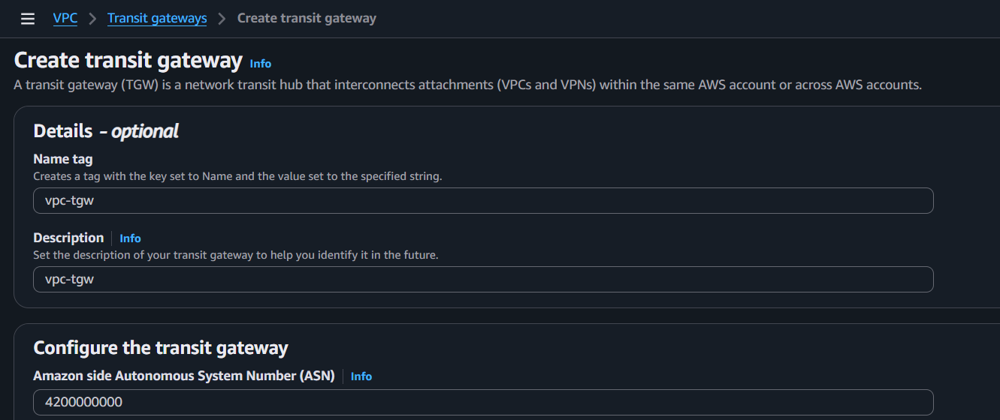 VPC > Transit gateways > Create transit gateway
Create transit gateway Info
A transit gateway (TGW) is a network transit hub that interconnects attachments (VPCs and VPNs) within the same AWS account or across AWS accounts.
Details - optional
Name tag
Creates a tag with the key set to Name and the value set to the specified string.
vpc-tgw
Description | Info
Set the description of your transit gateway to help you identify it in the future.
vpc-tgw
Configure the transit gateway
Amazon side Autonomous System Number (ASN) | Info
4200000000